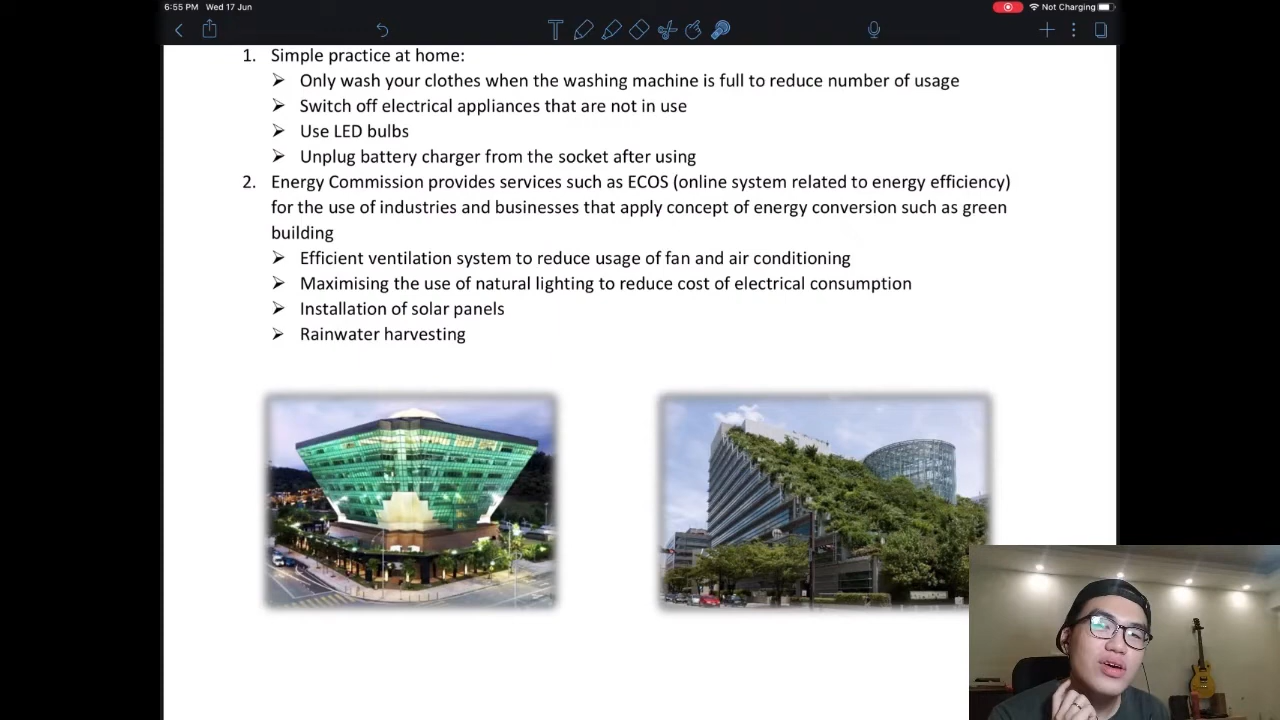 6:55 PM Wed 17 Jun
Not Charging
T
1. Simple practice at home:
➢ Only wash your clothes when the washing machine is full to reduce number of usage
➢ Switch off electrical appliances that are not in use
➢ Use LED bulbs
➢ Unplug battery charger from the socket after using
2. Energy Commission provides services such as ECOS (online system related to energy efficiency)
for the use of industries and businesses that apply concept of energy conversion such as green
building
➢ Efficient ventilation system to reduce usage of fan and air conditioning
➢ Maximising the use of natural lighting to reduce cost of electrical consumption
➢ Installation of solar panels
➢ Rainwater harvesting